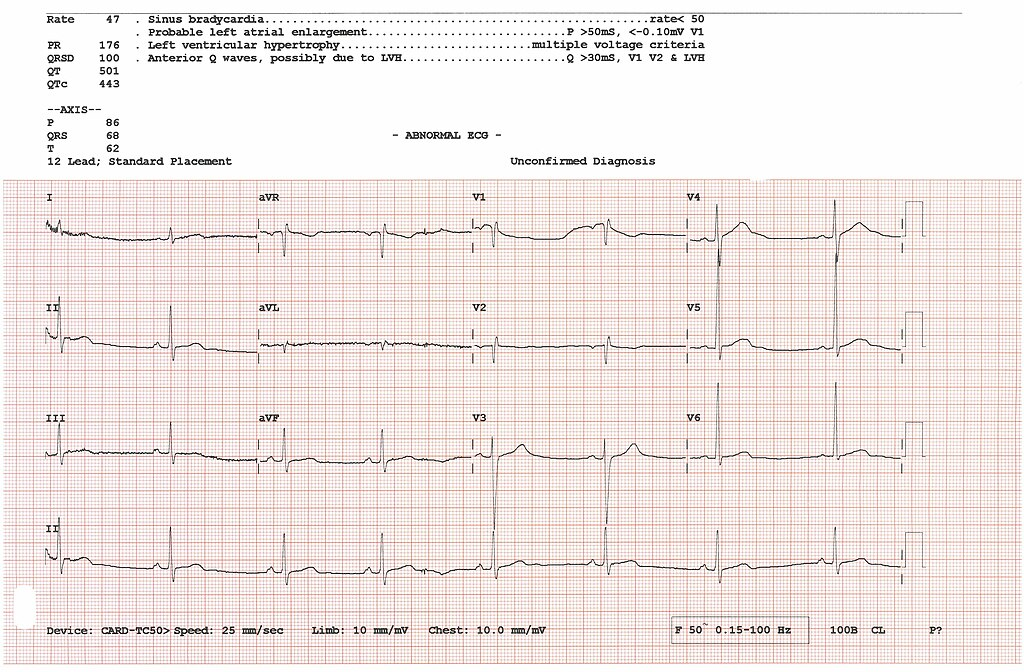 Rate 47 . Sinus bradycardia....................................................rate< 50
. Probable left atrial enlargement...........................P >50mS, <-0.10mV V1
PR 176 . Left ventricular hypertrophy..........................multiple voltage criteria
QRSD 100 . Anterior Q waves, possibly due to LVH......................Q >30mS, V1 V2 & LVH
QT 501
QTc 443
--AXIS--
P 86
QRS 68 - ABNORMAL ECG -
T 62
12 Lead; Standard Placement Unconfirmed Diagnosis
I aVR V1 V4
II aVL V2 V5
III aVF V3 V6
II
Device: CARD-TC50> Speed: 25 mm/sec Limb: 10 mm/mV Chest: 10.0 mm/mV F 50~ 0.15-100 Hz 100B CL P?